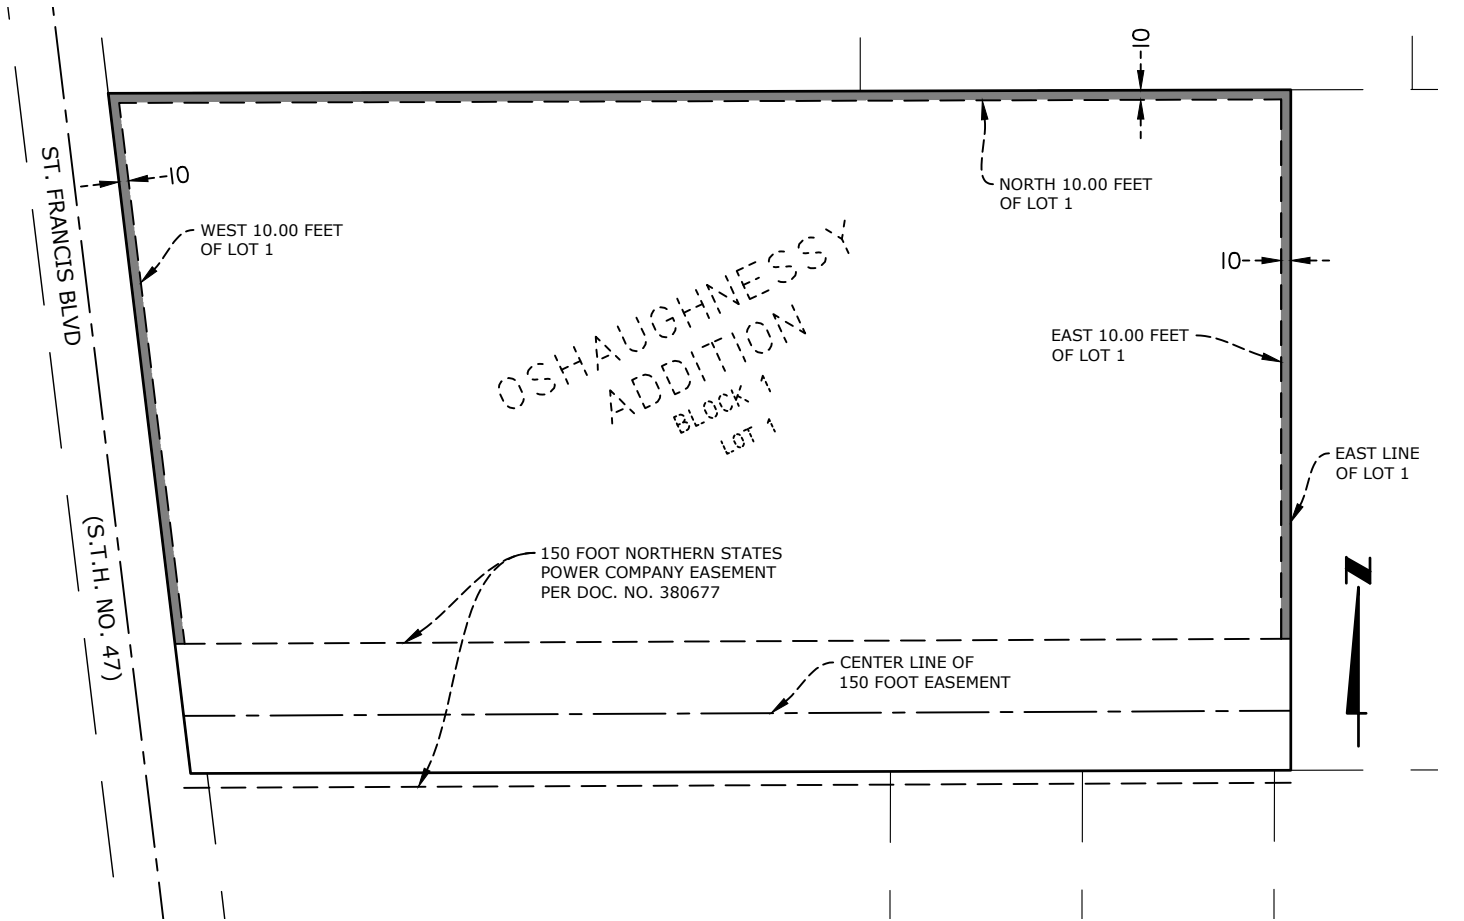 10
NORTH 10.00 FEET
OF LOT 1
10
WEST 10.00 FEET
OF LOT 1
ST. FRANCIS BLVD
(S.T.H. NO. 47)
10
EAST 10.00 FEET
OF LOT 1
OSHAUGHNESSY
ADDITION
BLOCK 1
LOT 1
EAST LINE
OF LOT 1
150 FOOT NORTHERN STATES
POWER COMPANY EASEMENT
PER DOC. NO. 380677
N
CENTER LINE OF
150 FOOT EASEMENT